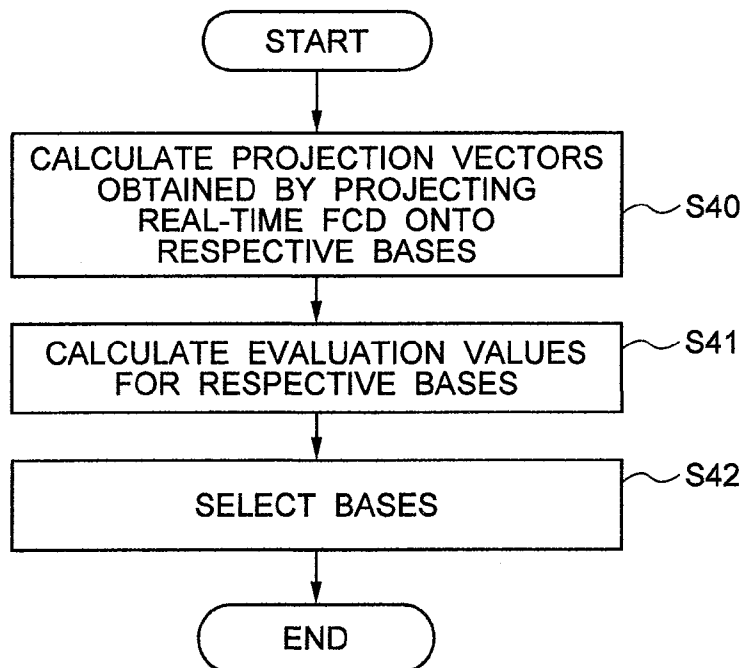 START
CALCULATE PROJECTION VECTORS
OBTAINED BY PROJECTING
REAL-TIME FCD ONTO
RESPECTIVE BASES
S40
CALCULATE EVALUATION VALUES
FOR RESPECTIVE BASES
S41
SELECT BASES
S42
END